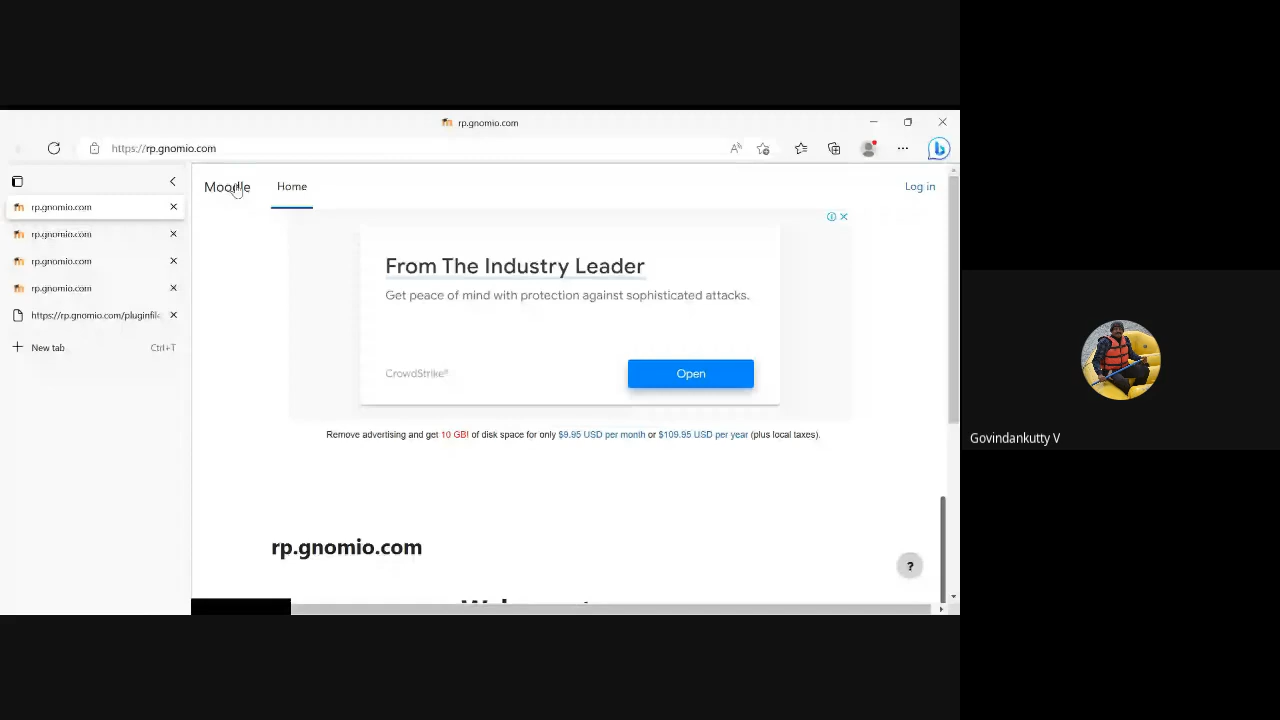 rp.gnomio.com
https://rp.gnomio.com
Moodle
Home
Log in
rp.gnomio.com
rp.gnomio.com
rp.gnomio.com
rp.gnomio.com
https://rp.gnomio.com/pluginfil
New tab
Ctrl+T
From The Industry Leader
Get peace of mind with protection against sophisticated attacks.
CrowdStrike®
Open
Remove advertising and get 10 GB! of disk space for only $9.95 USD per month or $109.95 USD per year (plus local taxes).
rp.gnomio.com
?
Govindankutty V